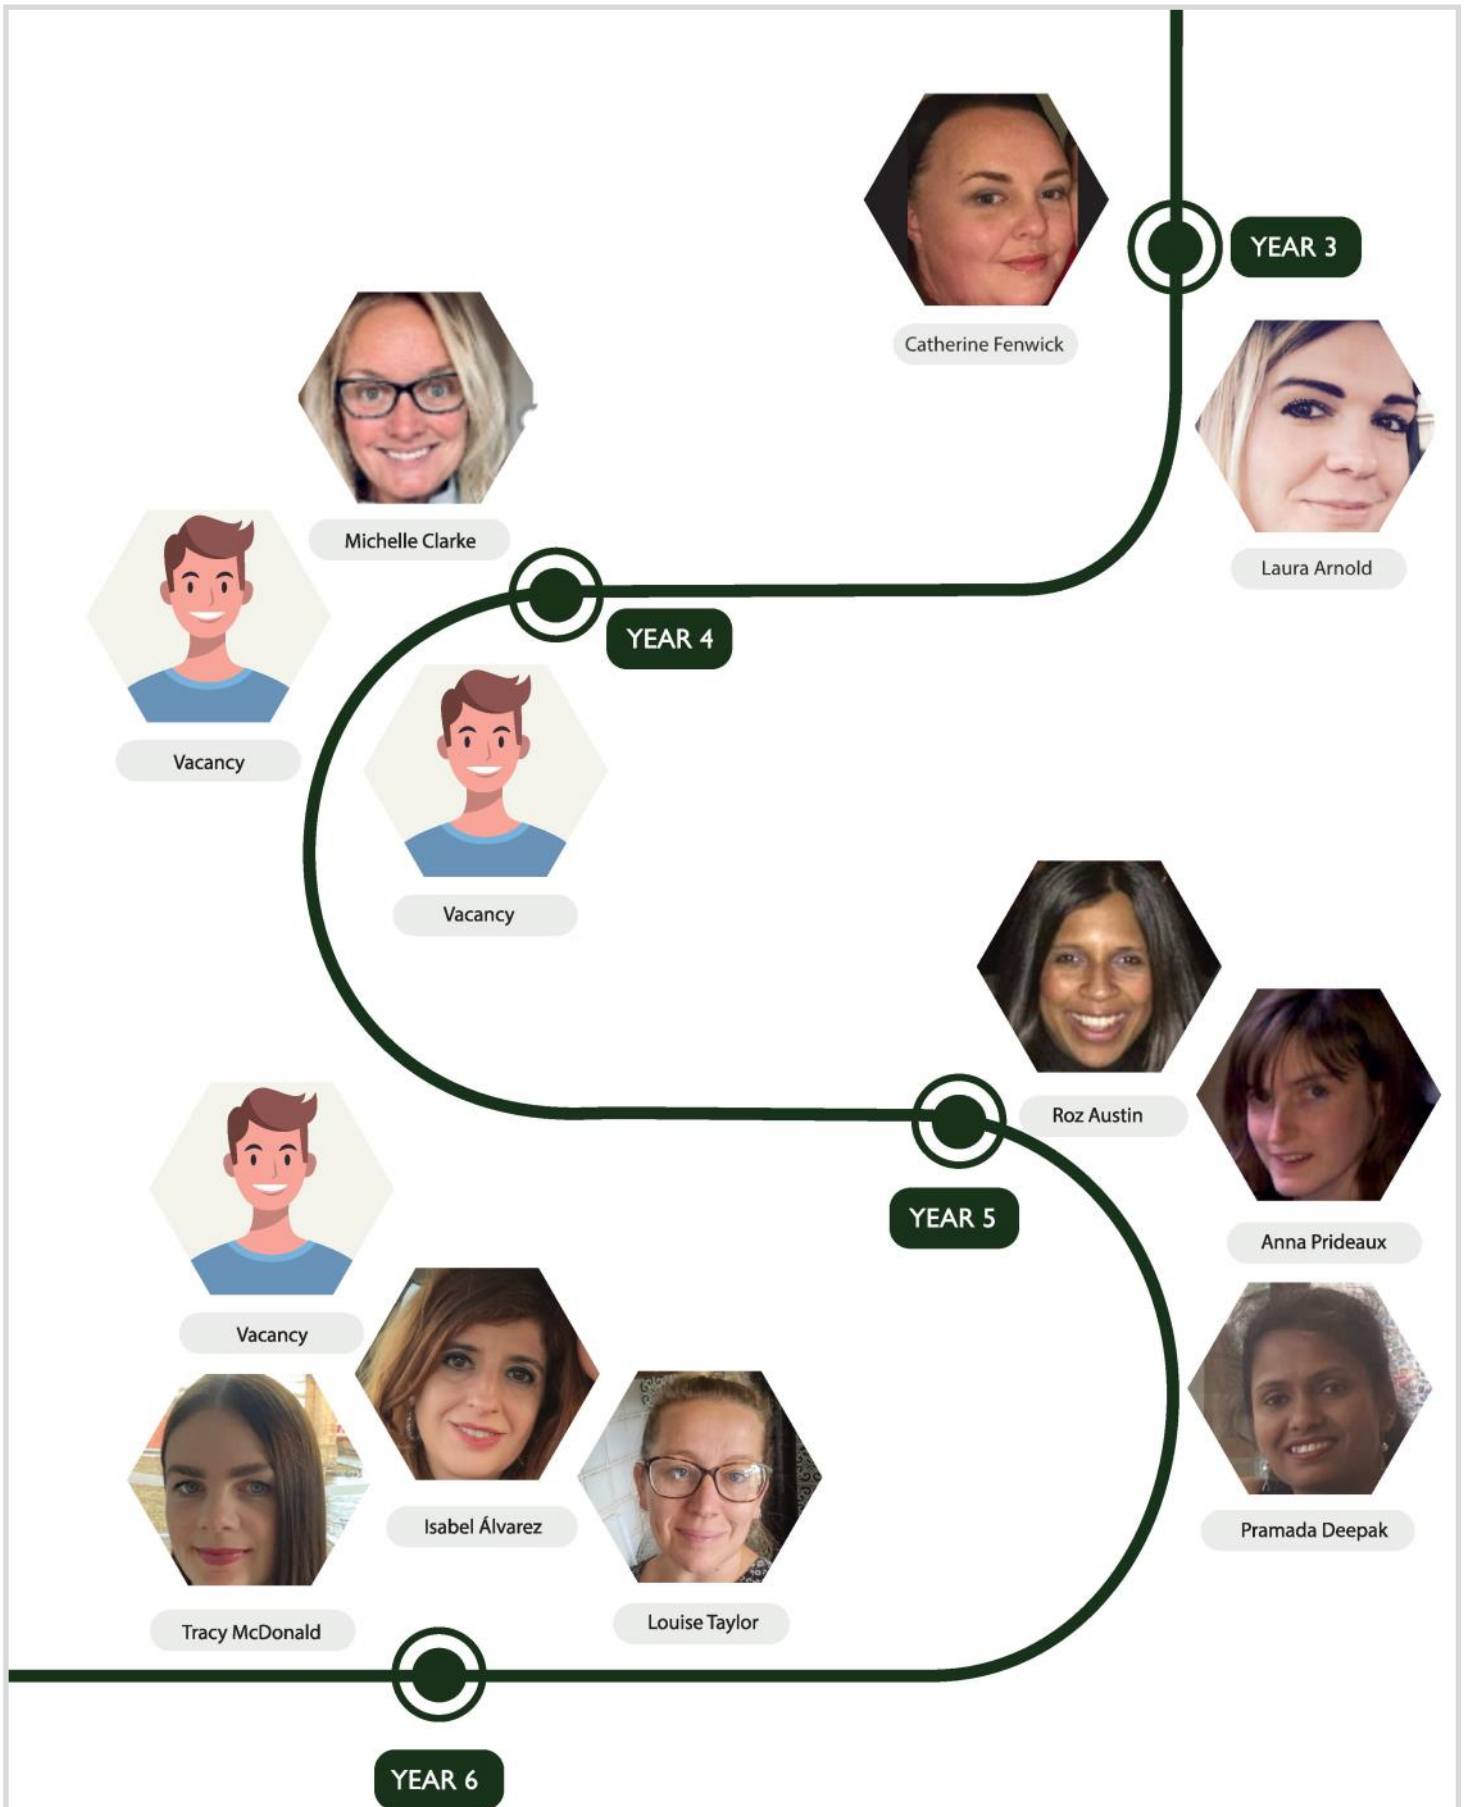 YEAR 3
Catherine Fenwick
Laura Arnold
Michelle Clarke
YEAR 4
Vacancy
Vacancy
Roz Austin
YEAR 5
Anna Prideaux
Vacancy
Pramada Deepak
Isabel Álvarez
Louise Taylor
Tracy McDonald
YEAR 6